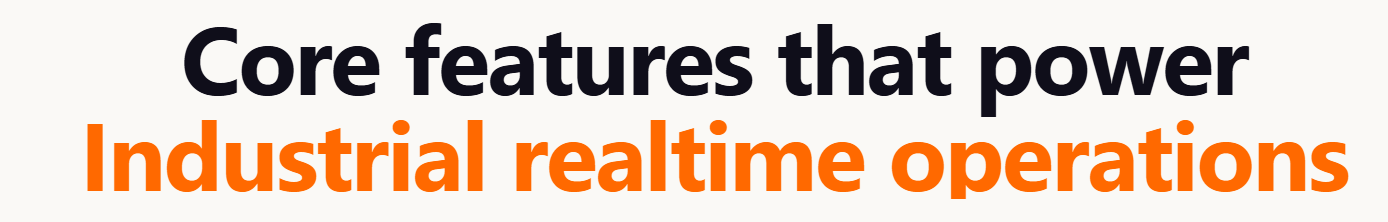 Core features that power
Industrial realtime operations